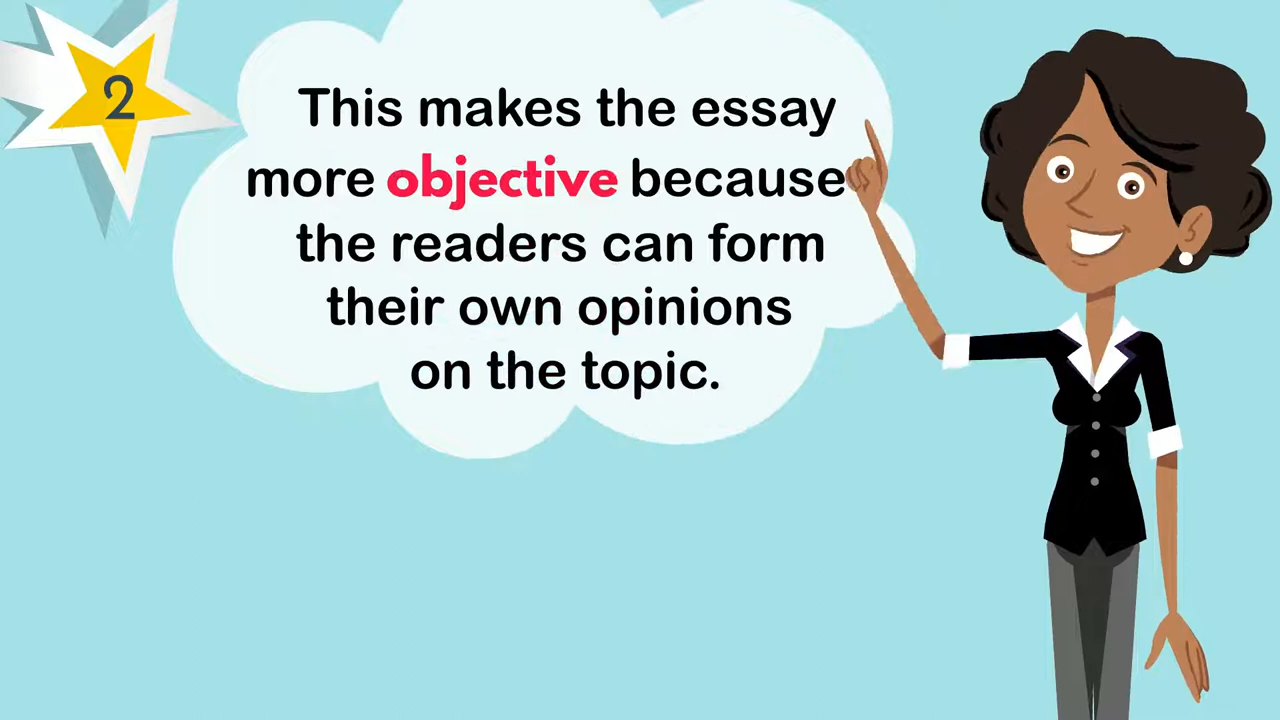 2
This makes the essay
more objective because
the readers can form
their own opinions
on the topic.